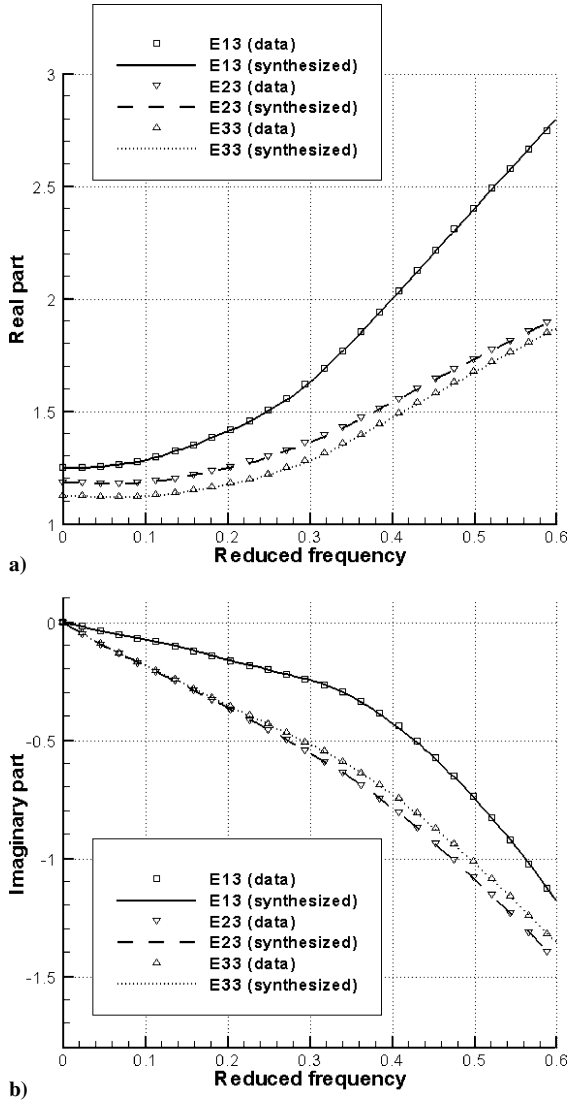 E13 (data)
E13 (synthesized)
E23 (data)
E23 (synthesized)
E33 (data)
E33 (synthesized)
3
2.5
2
1.5
1
Real part
0 0.1 0.2 0.3 0.4 0.5 0.6
Reduced frequency
a)
0
-0.5
-1
-1.5
Imaginary part
E13 (data)
E13 (synthesized)
E23 (data)
E23 (synthesized)
E33 (data)
E33 (synthesized)
0 0.1 0.2 0.3 0.4 0.5 0.6
Reduced frequency
b)